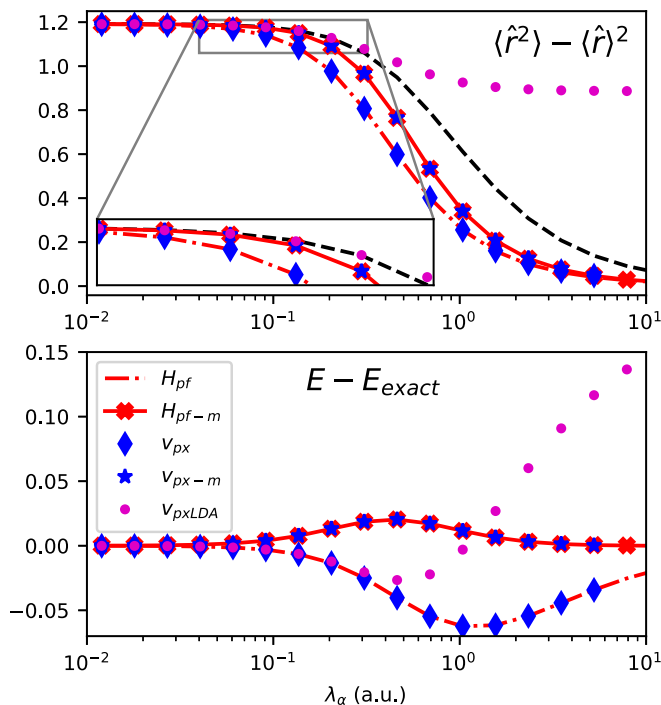 1.2
⟨r̂²⟩ − ⟨r̂⟩²
1.0
0.8
0.6
0.4
0.2
0.0
10⁻² 10⁻¹ 10⁰ 10¹
0.15
E − E_exact
H_pf
0.10
H_pf−m
v_px
0.05
v_px−m
v_pxLDA
0.00
−0.05
10⁻² 10⁻¹ 10⁰ 10¹
λ_α (a.u.)